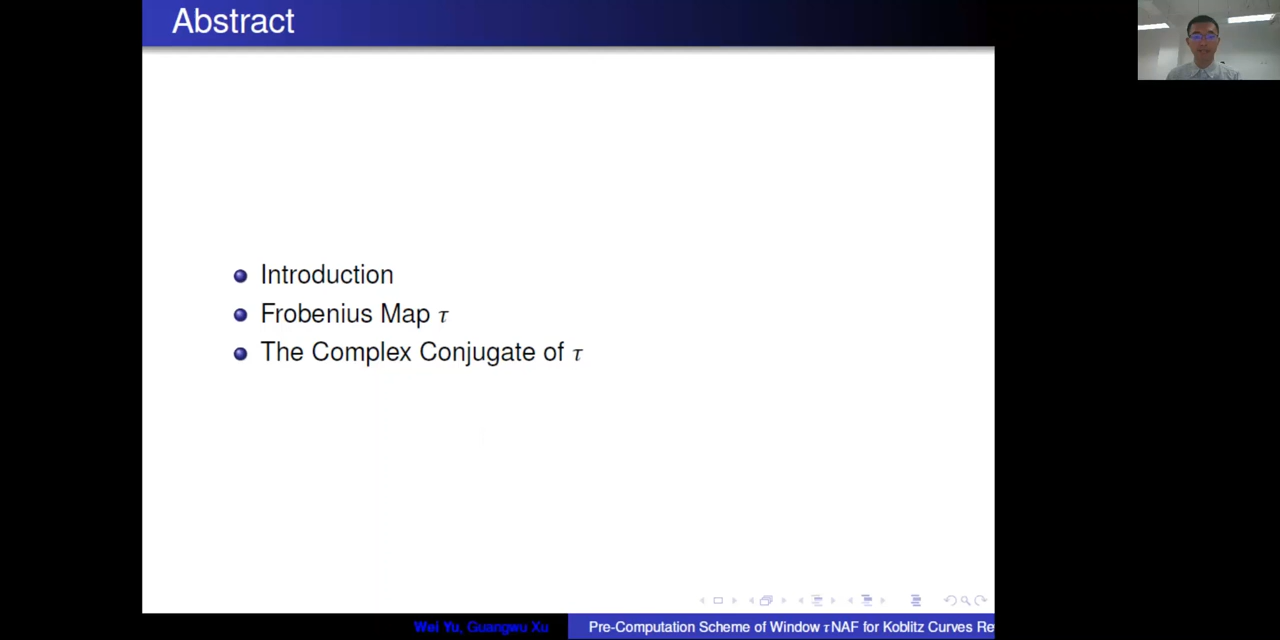 Abstract
Introduction
Frobenius Map τ
The Complex Conjugate of τ
Wei Yu, Guangwu Xu
Pre-Computation Scheme of Window τNAF for Koblitz Curves Re